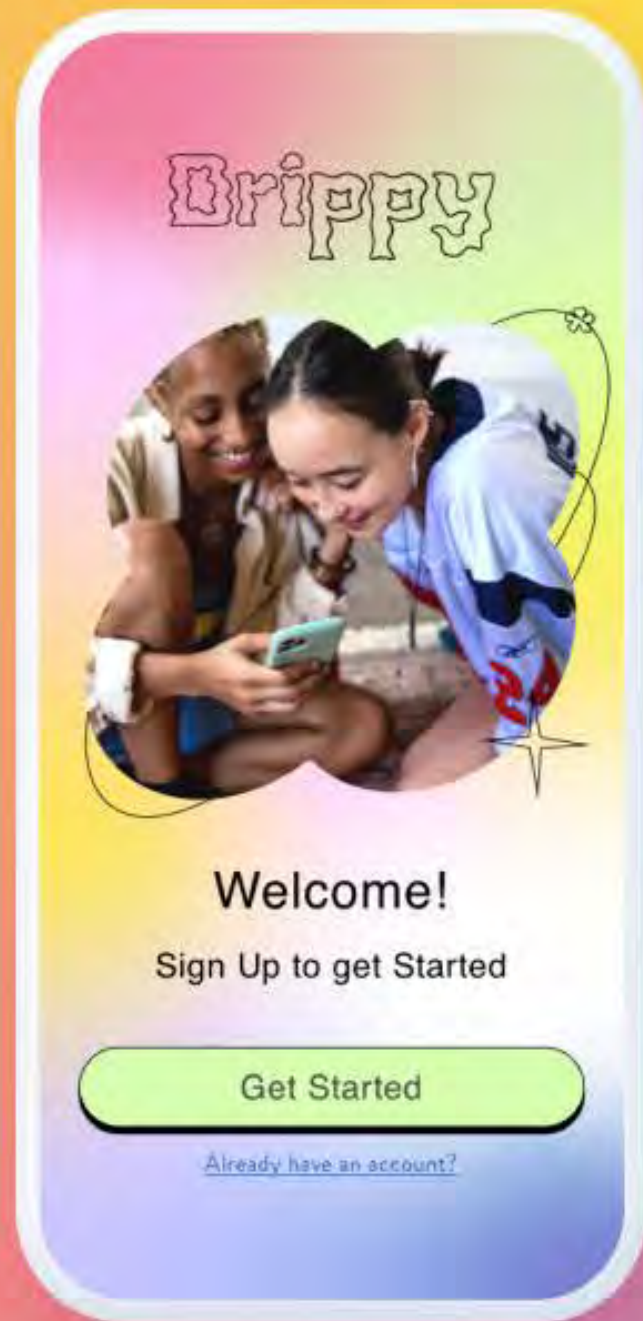 Drippy
Welcome!
Sign Up to get Started
Get Started
Already have an account?